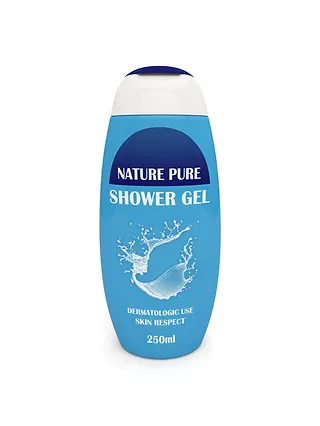 NATURE PURE
SHOWER GEL
DERMATOLOGIC USE
SKIN RESPECT
250ml